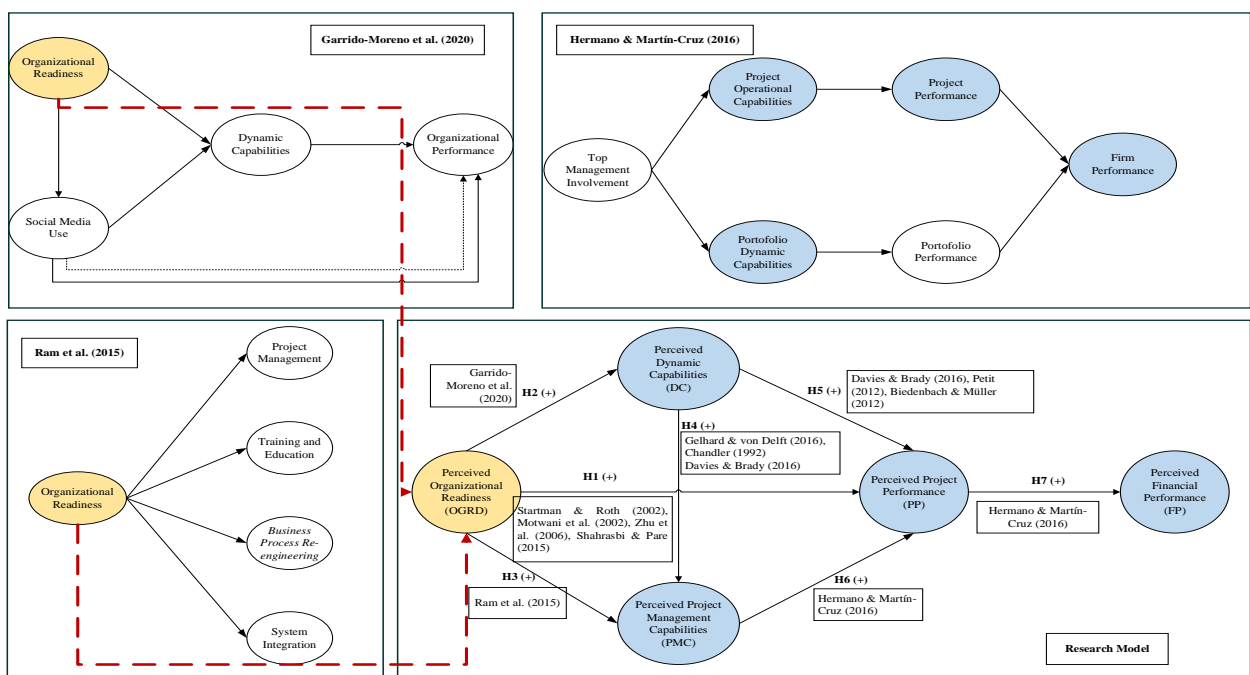 Garrido-Moreno et al. (2020)
Organizational
Readiness
Dynamic
Capabilities
Organizational
Performance
Social Media
Use
Hermano & Martín-Cruz (2016)
Project
Operational
Capabilities
Project
Performance
Top
Management
Involvement
Firm
Performance
Portofolio
Dynamic
Capabilities
Portofolio
Performance
Ram et al. (2015)
Project
Management
Training and
Education
Organizational
Readiness
Business
Process Re-
engineering
System
Integration
Perceived
Dynamic
Capabilities
(DC)
Garrido-
Moreno et al.
(2020)
H2 (+)
H5 (+)
Davies & Brady (2016), Petit
(2012), Biedenbach & Müller
(2012)
H4 (+)
Gelhard & von Delft (2016),
Chandler (1992)
Davies & Brady (2016)
Perceived
Organizational
Readiness
(OGRD)
H1 (+)
Startman & Roth (2002),
Motwani et al. (2002), Zhu et
al. (2006), Shahrasbi & Pare
(2015)
Perceived Project
Performance (PP)
H7 (+)
Hermano & Martín-
Cruz (2016)
Perceived
Financial
Performance
(FP)
H3 (+)
Ram et al. (2015)
Perceived Project
Management
Capabilities
(PMC)
H6 (+)
Hermano & Martín-
Cruz (2016)
Research Model